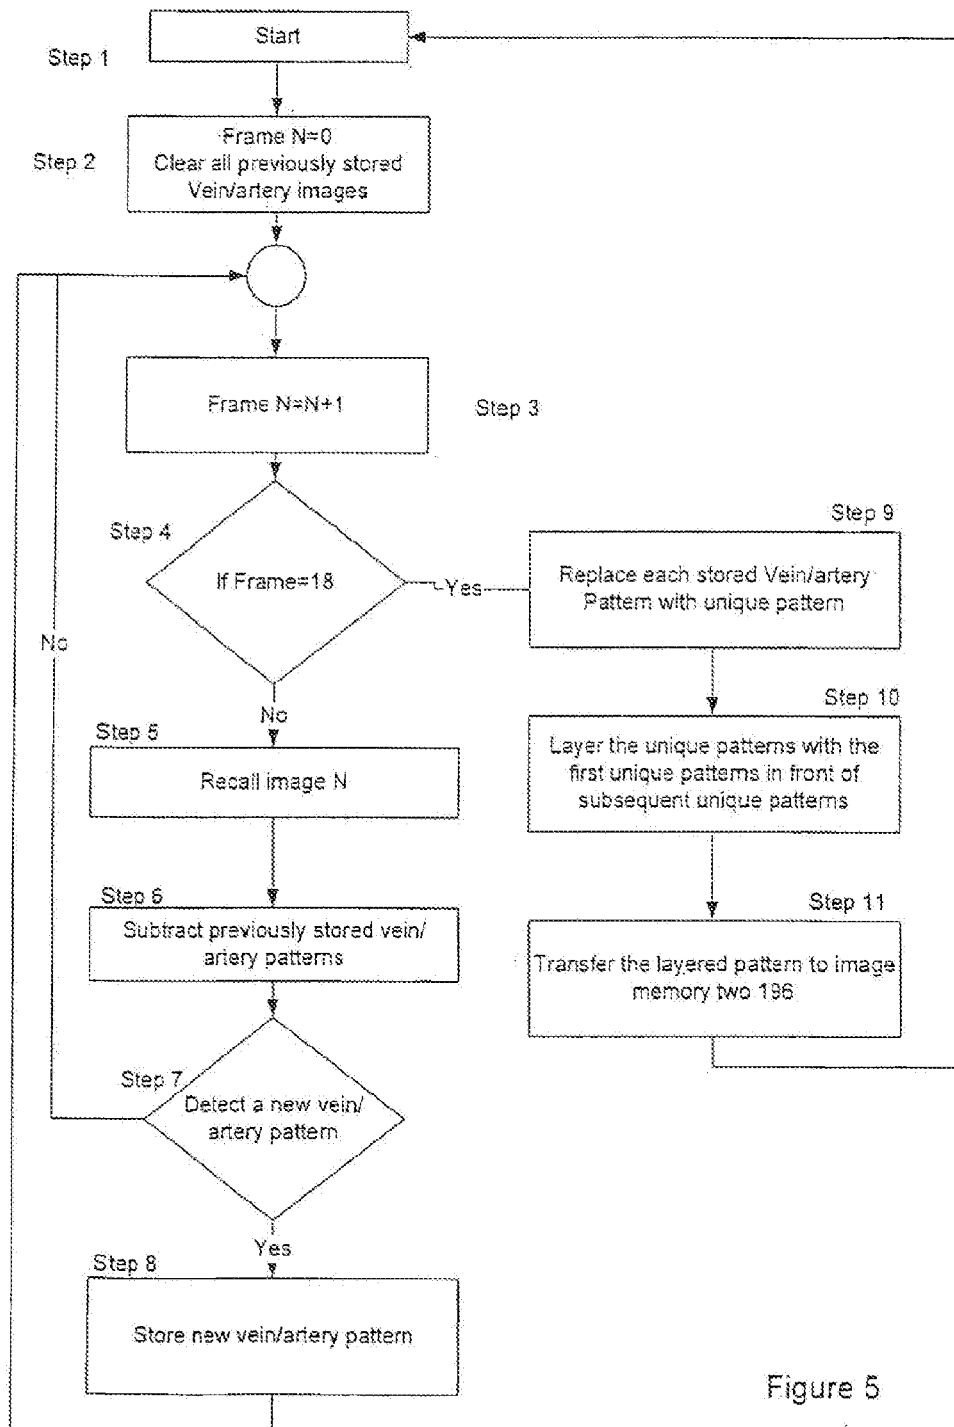 Start
Step 1
Frame N=0
Clear all previously stored
Vein/artery images
Step 2
Frame N=N+1
Step 3
Step 4
If Frame=18
Yes
No
No
Step 9
Replace each stored Vein/artery
Pattern with unique pattern
Step 10
Layer the unique patterns with the
first unique patterns in front of
subsequent unique patterns
Step 11
Transfer the layered pattern to image
memory two 196
Step 5
Recall image N
Step 6
Subtract previously stored vein/
artery patterns
Step 7
Detect a new vein/
artery pattern
Yes
Step 8
Store new vein/artery pattern
Figure 5